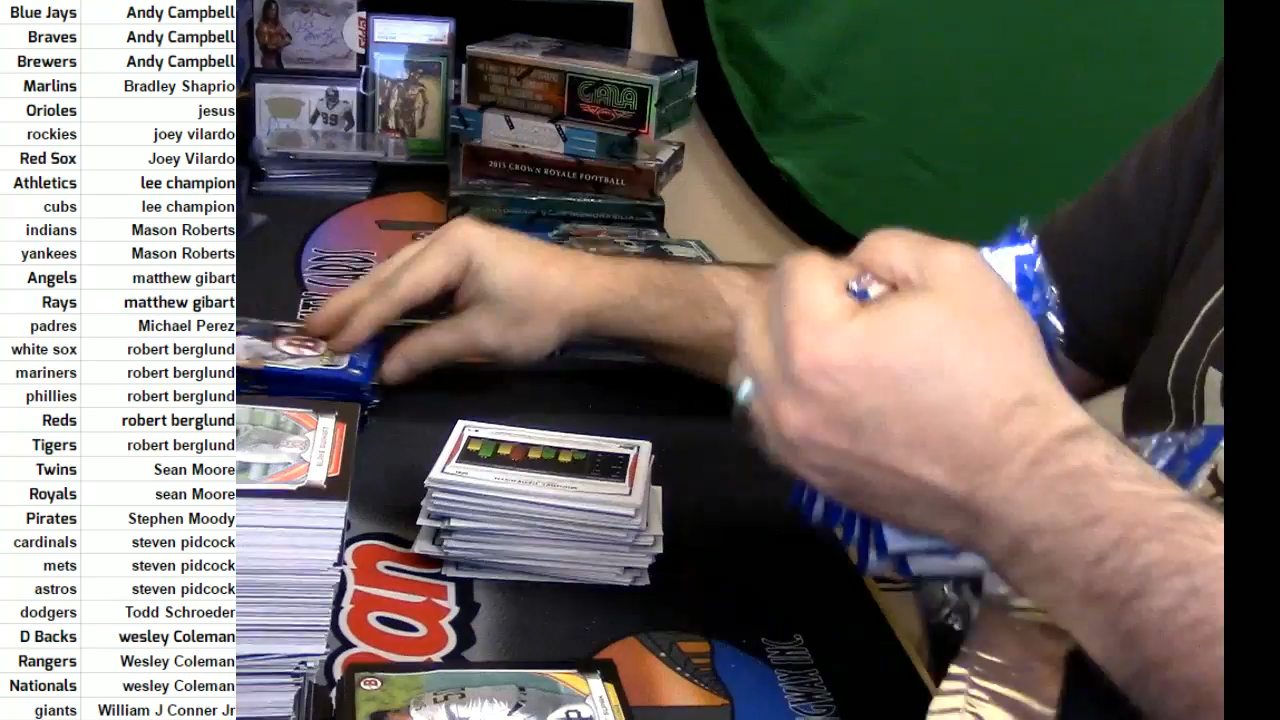 Blue Jays Andy Campbell
Braves Andy Campbell
Brewers Andy Campbell
Marlins Bradley Shaprio
Orioles jesus
rockies joey vilardo
Red Sox Joey Vilardo
Athletics lee champion
cubs lee champion
indians Mason Roberts
yankees Mason Roberts
Angels matthew gibart
Rays matthew gibart
padres Michael Perez
white sox robert berglund
mariners robert berglund
phillies robert berglund
Reds robert berglund
Tigers robert berglund
Twins Sean Moore
Royals sean Moore
Pirates Stephen Moody
cardinals steven pidcock
mets steven pidcock
astros steven pidcock
dodgers Todd Schroeder
D Backs wesley Coleman
Rangers Wesley Coleman
Nationals wesley Coleman
giants William J Conner Jr
GALA
2015 CROWN ROYALE FOOTBALL
99